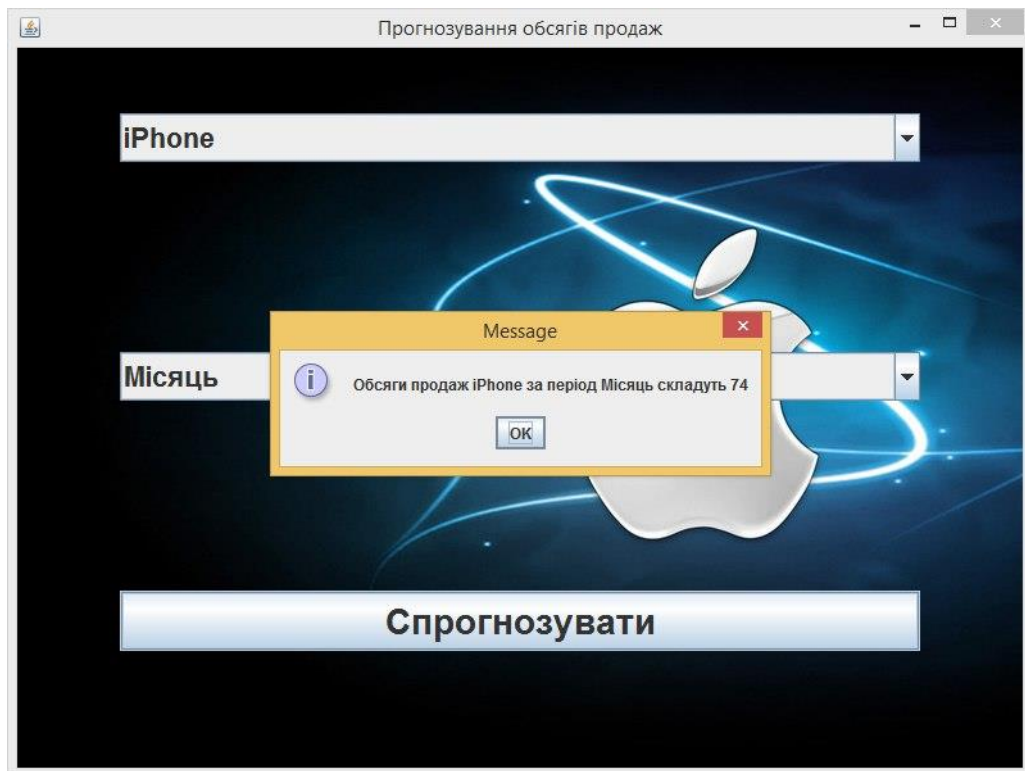 Прогнозування обсягів продаж
iPhone
Message
Місяць
Обсяги продаж iPhone за період Місяць складуть 74
OK
Спрогнозувати